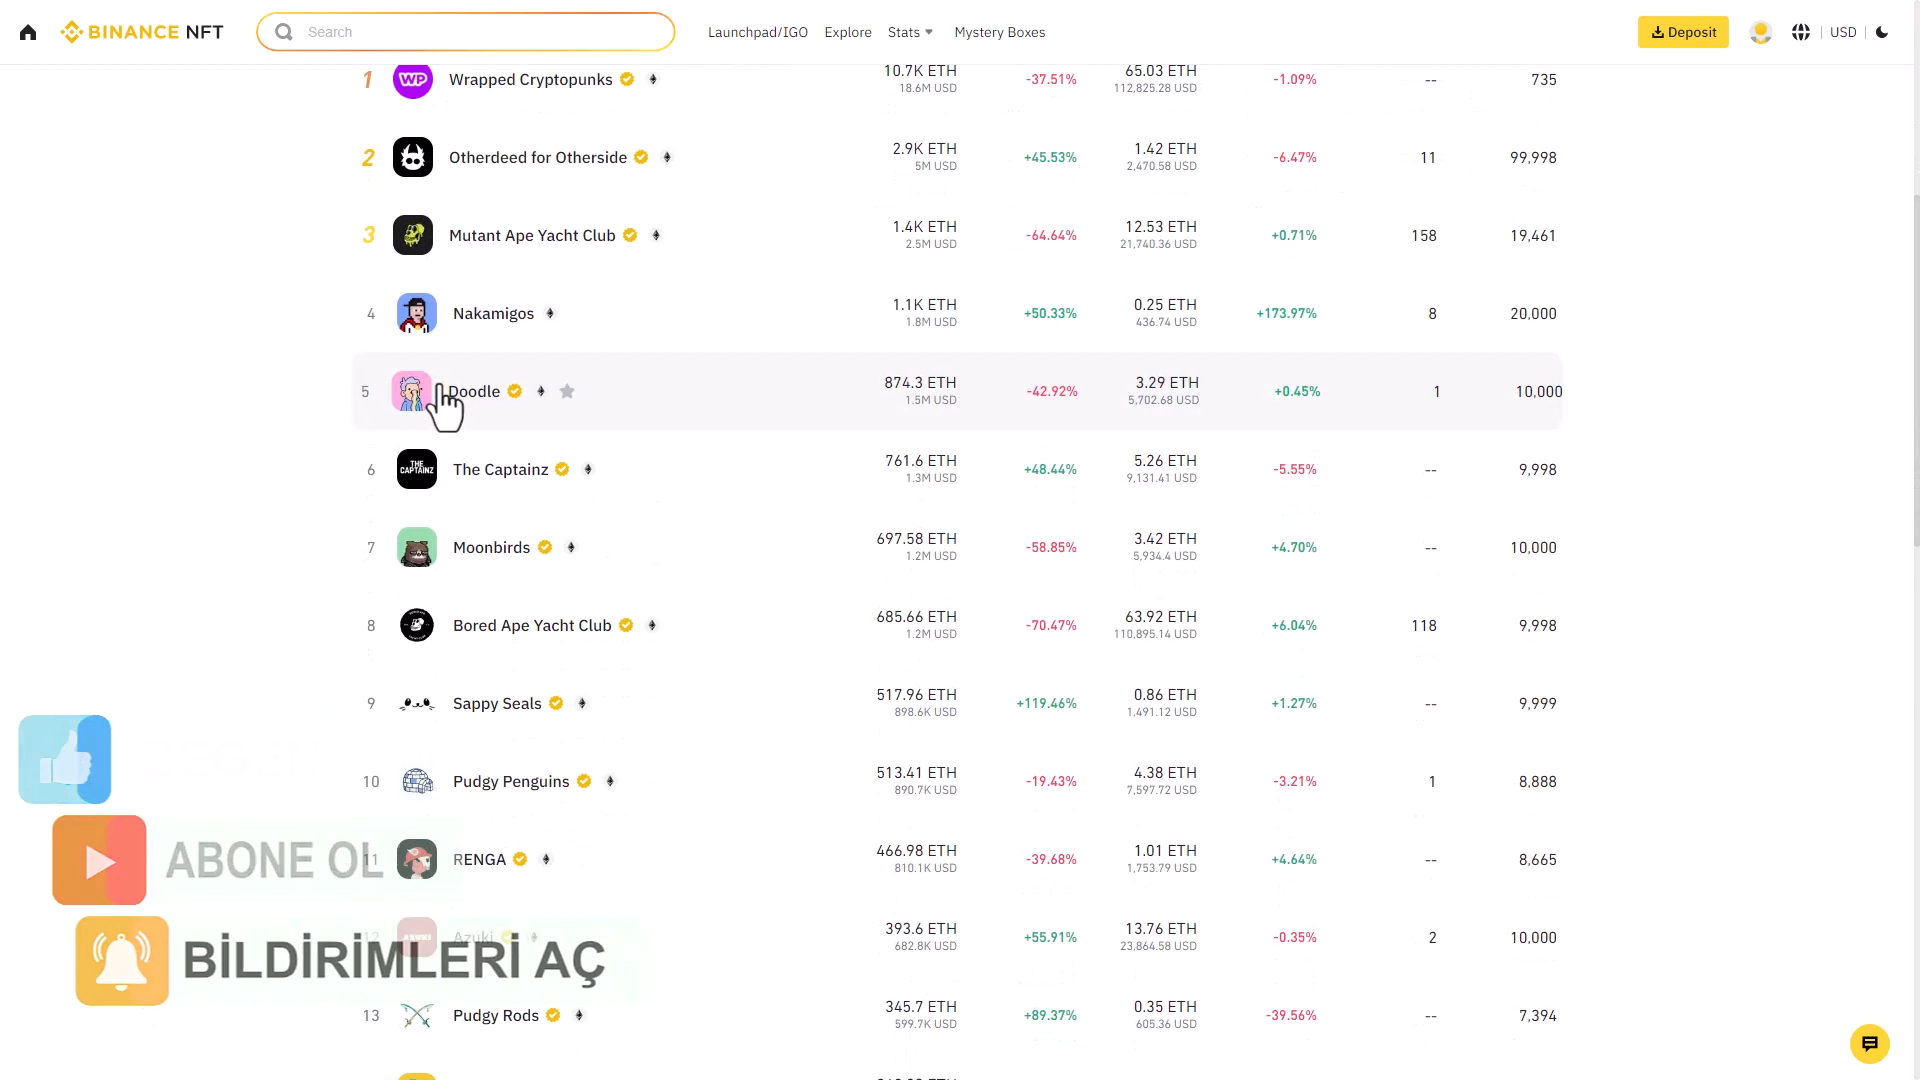 BINANCE NFT
Search
Launchpad/IGO Explore Stats Mystery Boxes
Deposit
USD
1 WP Wrapped Cryptopunks 10.7K ETH 18.6M USD -37.51% 65.03 ETH 112,825.28 USD -1.09% -- 735
2 Otherdeed for Otherside 2.9K ETH 5M USD +45.53% 1.42 ETH 2,470.58 USD -6.47% 11 99,998
3 Mutant Ape Yacht Club 1.4K ETH 2.5M USD -64.64% 12.53 ETH 21,740.36 USD +0.71% 158 19,461
4 Nakamigos 1.1K ETH 1.8M USD +50.33% 0.25 ETH 436.74 USD +173.97% 8 20,000
5 Doodle 874.3 ETH 1.5M USD -42.92% 3.29 ETH 5,702.68 USD +0.45% 1 10,000
6 THE CAPTAINZ The Captainz 761.6 ETH 1.3M USD +48.44% 5.26 ETH 9,131.41 USD -5.55% -- 9,998
7 Moonbirds 697.58 ETH 1.2M USD -58.85% 3.42 ETH 5,934.4 USD +4.70% -- 10,000
8 Bored Ape Yacht Club 685.66 ETH 1.2M USD -70.47% 63.92 ETH 110,895.14 USD +6.04% 118 9,998
9 Sappy Seals 517.96 ETH 898.6K USD +119.46% 0.86 ETH 1,491.12 USD +1.27% -- 9,999
10 Pudgy Penguins 513.41 ETH 890.7K USD -19.43% 4.38 ETH 7,597.72 USD -3.21% 1 8,888
ABONE OL
11 RENGA 466.98 ETH 810.1K USD -39.68% 1.01 ETH 1,753.79 USD +4.64% -- 8,665
12 Azuki 393.6 ETH 682.8K USD +55.91% 13.76 ETH 23,864.58 USD -0.35% 2 10,000
BİLDİRİMLERİ AÇ
13 Pudgy Rods 345.7 ETH 599.7K USD +89.37% 0.35 ETH 605.36 USD -39.56% -- 7,394